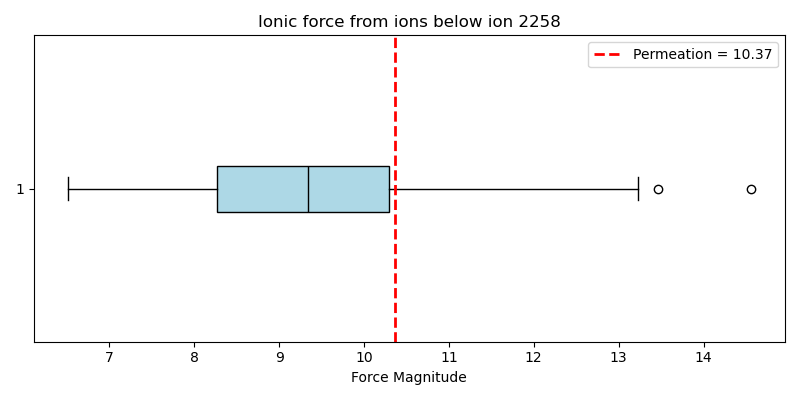 Ionic force from ions below ion 2258
Permeation = 10.37
1
7 8 9 10 11 12 13 14
Force Magnitude